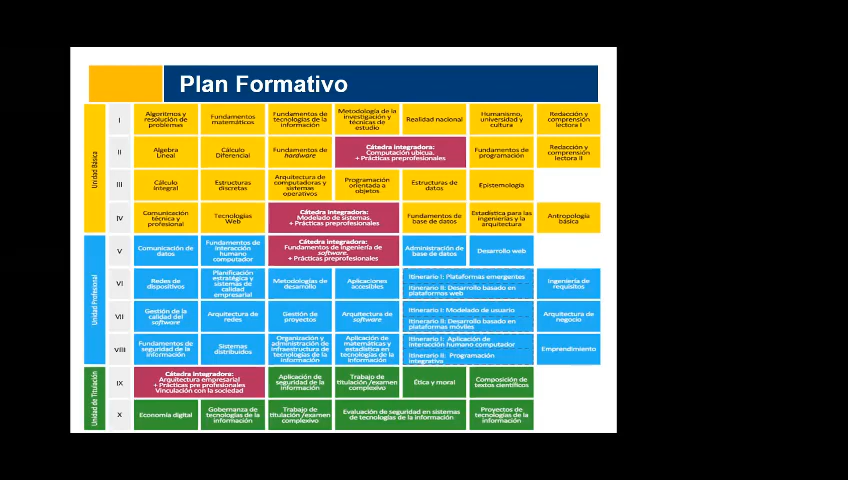 Plan Formativo
Unidad Básica
I
Algoritmos y
resolución de
problemas
Fundamentos
matemáticos
Fundamentos de
tecnologías de la
información
Metodología de la
investigación y
técnicas de
estudio
Realidad nacional
Humanismo,
universidad y
cultura
Redacción y
comprensión
lectora I
II
Algebra
Lineal
Cálculo
Diferencial
Fundamentos de
hardware
Cátedra integradora:
Computación ubicua.
+ Prácticas preprofesionales
Fundamentos de
programación
Redacción y
comprensión
lectora II
III
Cálculo
Integral
Estructuras
discretas
Arquitectura de
computadoras y
sistemas
operativos
Programación
orientada a
objetos
Estructuras de
datos
Epistemología
IV
Comunicación
técnica y
profesional
Tecnologías
Web
Cátedra integradora:
Modelado de sistemas.
+ Prácticas preprofesionales
Fundamentos de
base de datos
Estadística para las
ingenierías y la
arquitectura
Antropología
básica
Unidad Profesional
V
Comunicación de
datos
Fundamentos de
interacción
humano
computador
Cátedra integradora:
Fundamentos de ingeniería de
software.
+ Prácticas preprofesionales
Administración de
base de datos
Desarrollo web
VI
Redes de
dispositivos
Planificación
estratégica y
sistemas de
calidad
empresarial
Metodologías de
desarrollo
Aplicaciones
accesibles
Itinerario I: Plataformas emergentes
Itinerario II: Desarrollo basado en
plataformas web
Ingeniería de
requisitos
VII
Gestión de la
calidad del
software
Arquitectura de
redes
Gestión de
proyectos
Arquitectura de
software
Itinerario I: Modelado de usuario
Itinerario II: Desarrollo basado en
plataformas móviles
Arquitectura de
negocio
VIII
Fundamentos de
seguridad de la
información
Sistemas
distribuidos
Organización y
administración de
infraestructura de
tecnologías de la
información
Aplicación de
matemáticas y
estadística en
tecnologías de la
información
Itinerario I: Aplicación de
interacción humano computador
Itinerario II: Programación
integrativa
Emprendimiento
Unidad de Titulación
IX
Cátedra integradora:
Arquitectura empresarial
+ Prácticas pre profesionales
Vinculación con la sociedad
Aplicación de
seguridad de la
información
Trabajo de
titulación/examen
complexivo
Ética y moral
Composición de
textos científicos
X
Economía digital
Gobernanza de
tecnologías de la
información
Trabajo de
titulación /examen
complexivo
Evaluación de seguridad en sistemas
de tecnologías de la información
Proyectos de
tecnologías de la
información